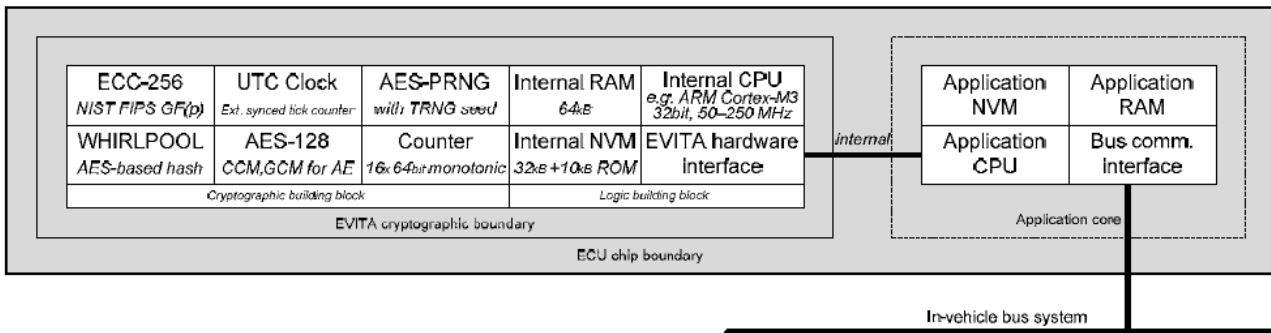 ECC-256
NIST FIPS GF(p)
UTC Clock
Ext. synced tick counter
AES-PRNG
with TRNG seed
Internal RAM
64kB
Internal CPU
e.g. ARM Cortex-M3
32bit, 50–250 MHz
WHIRLPOOL
AES-based hash
AES-128
CCM,GCM for AE
Counter
16x 64bit monotonic
Internal NVM
32kB+10kB ROM
EVITA hardware
interface
Cryptographic building block
Logic building block
EVITA cryptographic boundary
internal
Application
NVM
Application
RAM
Application
CPU
Bus comm.
interface
Application core
ECU chip boundary
In-vehicle bus system